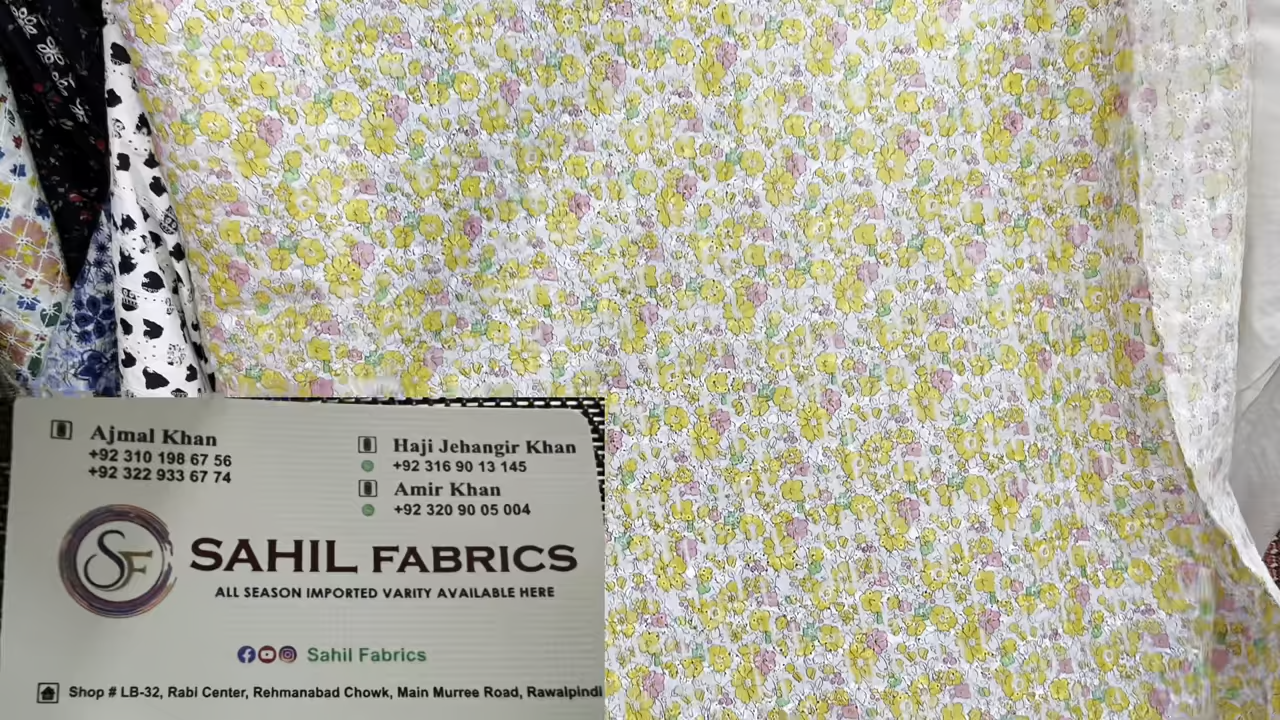 Ajmal Khan
+92 310 198 67 56
+92 322 933 67 74
Haji Jehangir Khan
+92 316 90 13 145
Amir Khan
+92 320 90 05 004
SF
SAHIL FABRICS
ALL SEASON IMPORTED VARITY AVAILABLE HERE
Sahil Fabrics
Shop # LB-32, Rabi Center, Rehmanabad Chowk, Main Murree Road, Rawalpindi